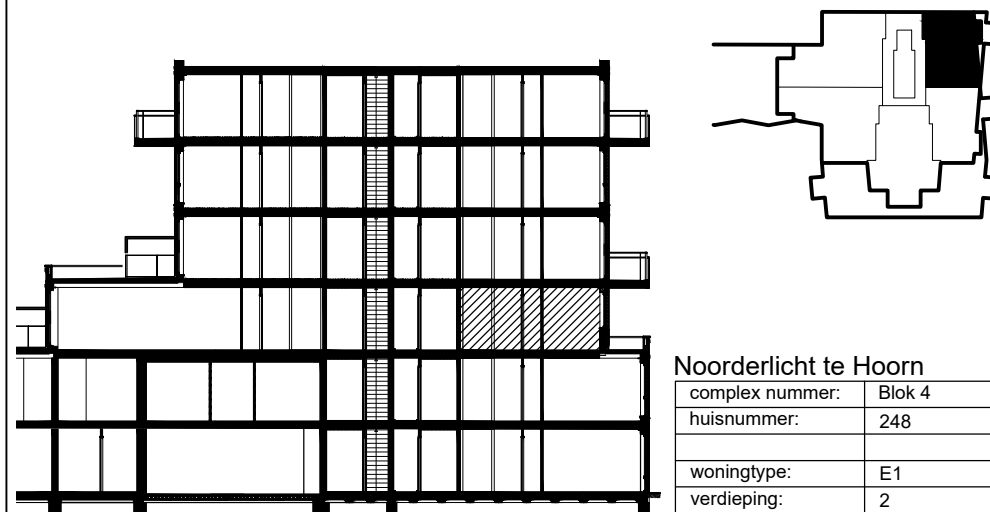 Noorderlicht te Hoorn
complex nummer: Blok 4
huisnummer: 248
woningtype: E1
verdieping: 2